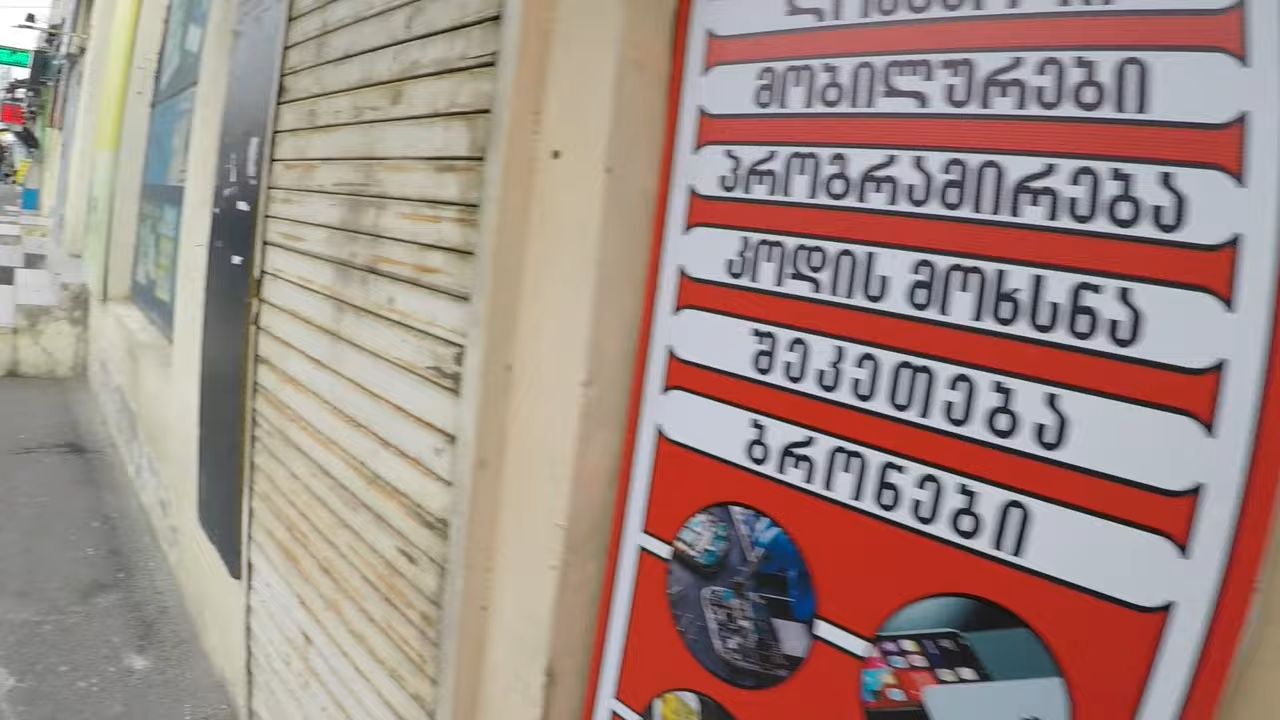 მობილურები
პროგრამირება
კოდის მოხსნა
შეკეთება
ბრონები